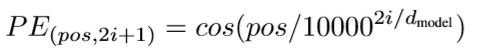 PE_{(pos,2i+1)} = cos(pos/10000^{2i/d_{model}})